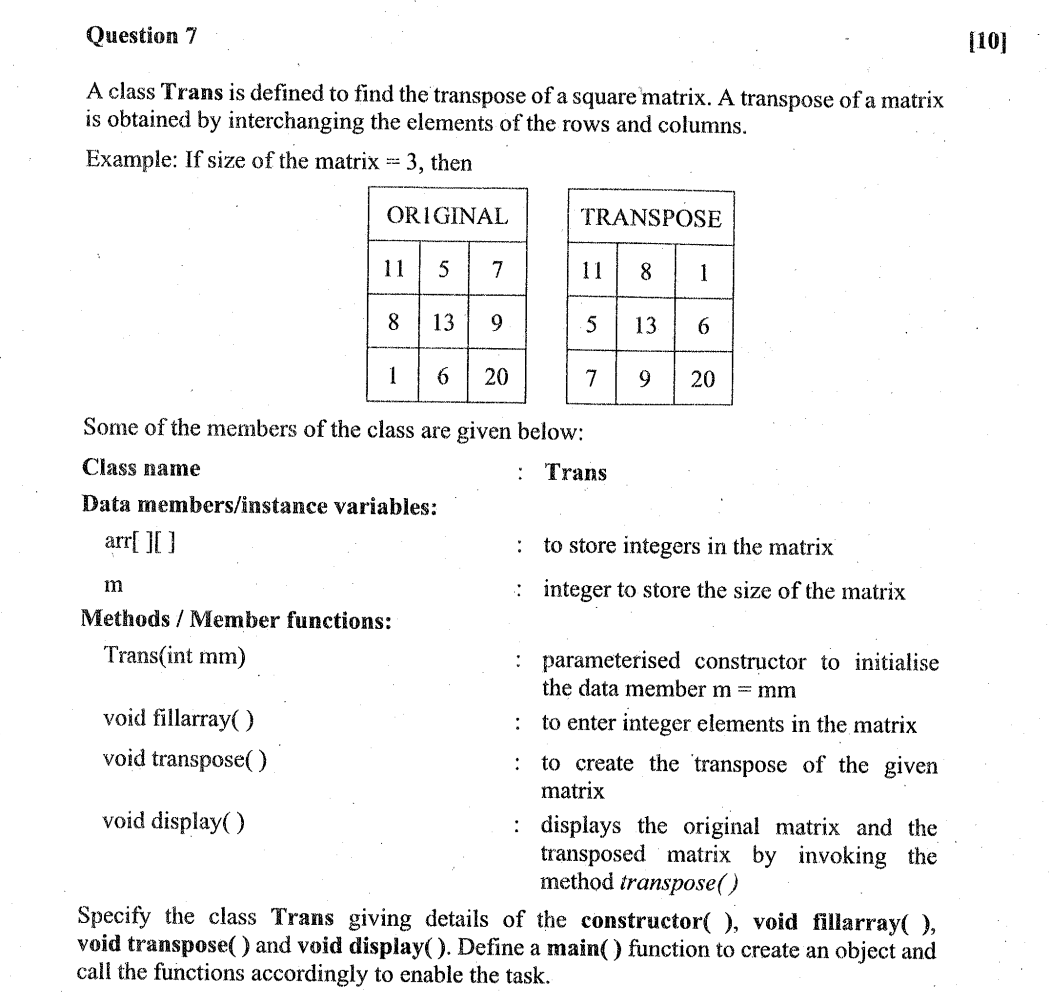 Question 7 [10]
A class Trans is defined to find the transpose of a square matrix. A transpose of a matrix
is obtained by interchanging the elements of the rows and columns.
Example: If size of the matrix = 3, then
ORIGINAL TRANSPOSE
11 5 7 11 8 1
8 13 9 5 13 6
1 6 20 7 9 20
Some of the members of the class are given below:
Class name : Trans
Data members/instance variables:
arr[ ][ ] : to store integers in the matrix
m : integer to store the size of the matrix
Methods / Member functions:
Trans(int mm) : parameterised constructor to initialise
the data member m = mm
void fillarray( ) : to enter integer elements in the matrix
void transpose( ) : to create the transpose of the given
matrix
void display( ) : displays the original matrix and the
transposed matrix by invoking the
method transpose( )
Specify the class Trans giving details of the constructor( ), void fillarray( ),
void transpose( ) and void display( ). Define a main( ) function to create an object and
call the functions accordingly to enable the task.